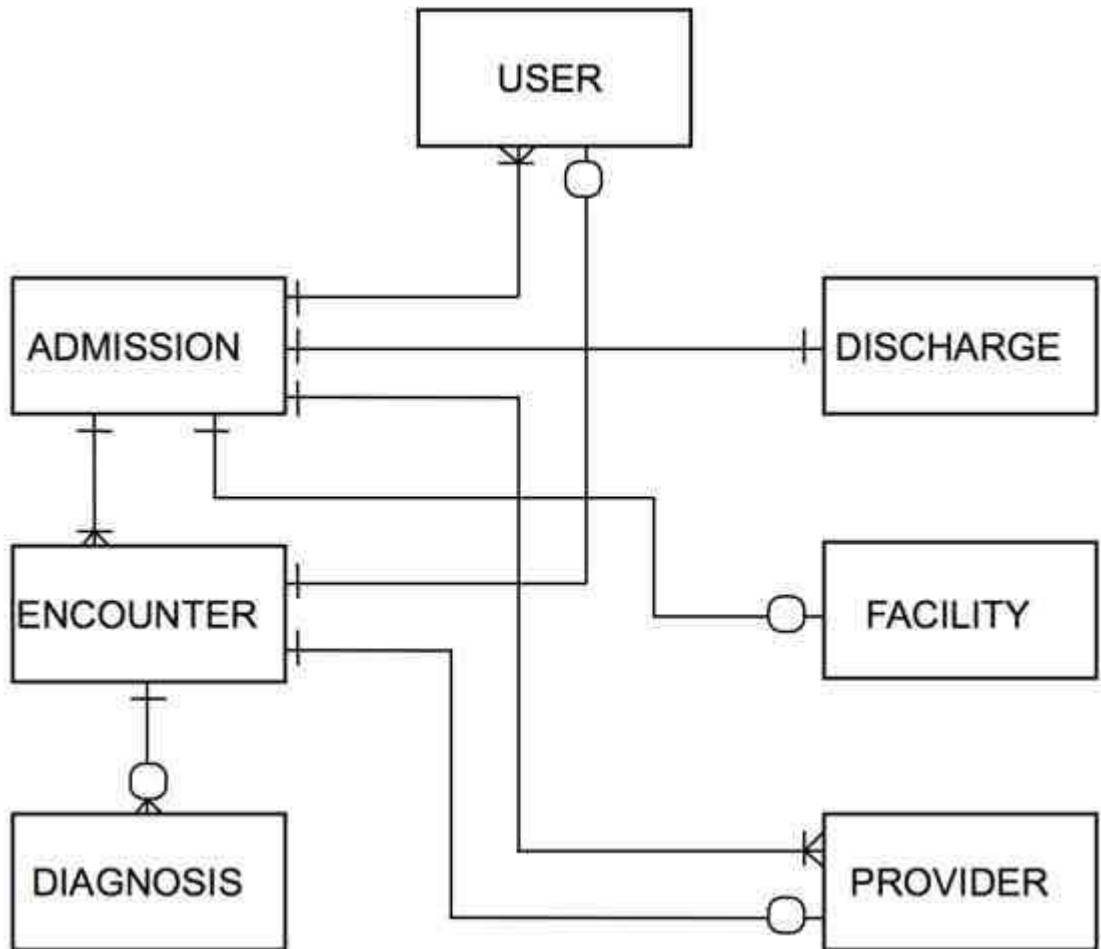 USER
ADMISSION
DISCHARGE
ENCOUNTER
FACILITY
DIAGNOSIS
PROVIDER